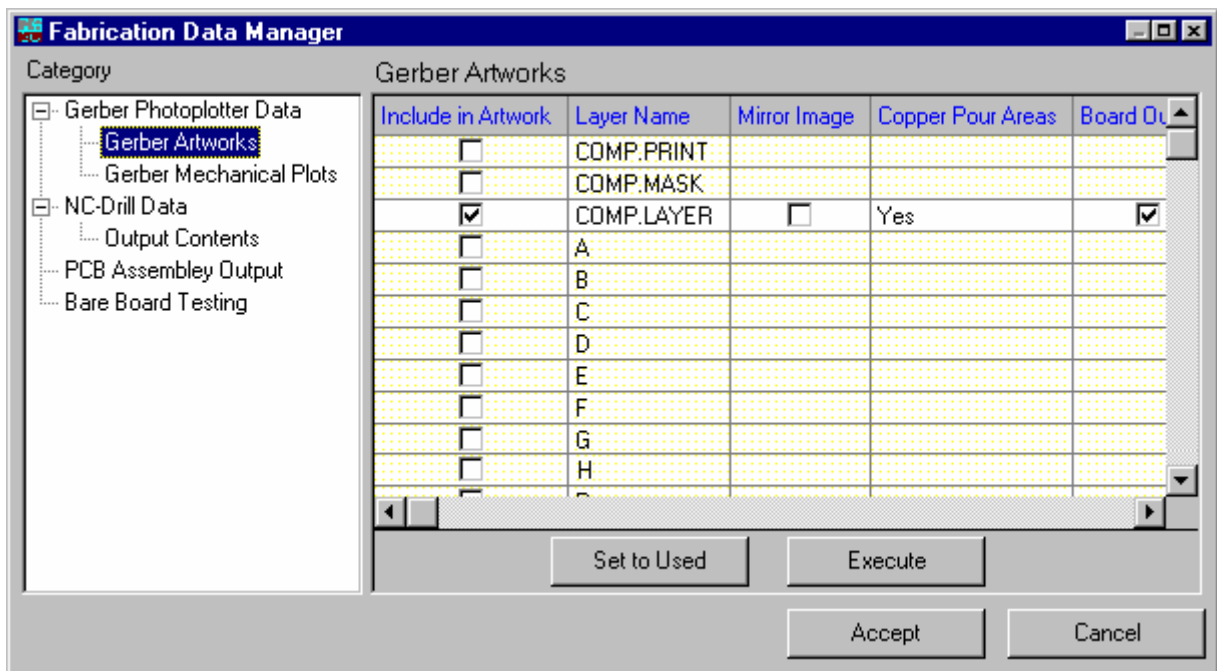 Fabrication Data Manager
Category
Gerber Photoplotter Data
Gerber Artworks
Gerber Mechanical Plots
NC-Drill Data
Output Contents
PCB Assembley Output
Bare Board Testing
Gerber Artworks
Include in Artwork Layer Name Mirror Image Copper Pour Areas Board Ou
COMP.PRINT
COMP.MASK
COMP.LAYER Yes
A
B
C
D
E
F
G
H
Set to Used Execute
Accept Cancel